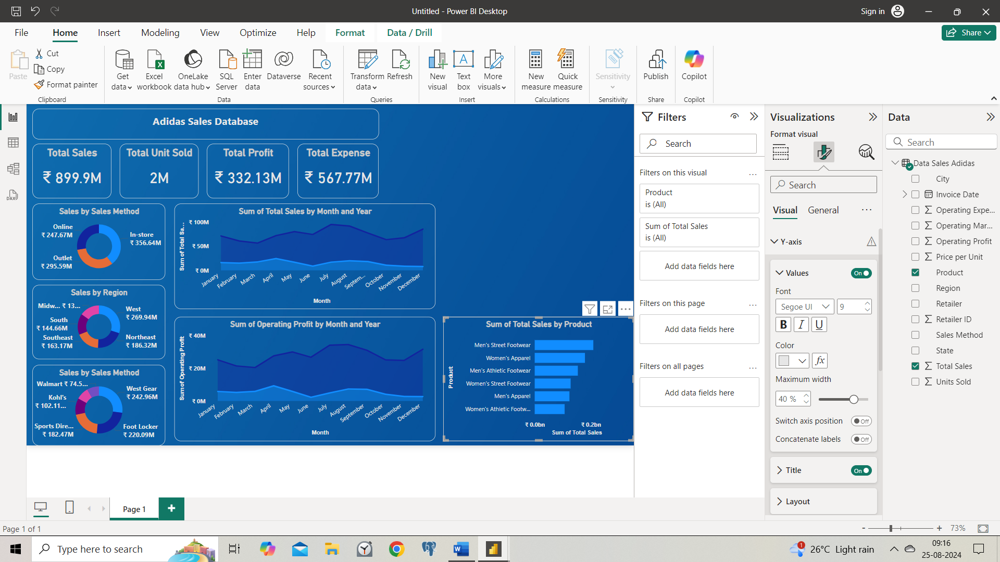 Untitled - Power BI Desktop
Sign in
File Home Insert Modeling View Optimize Help Format Data / Drill
Share
Paste
Cut
Copy
Format painter
Clipboard
Get data
Excel workbook
OneLake data hub
SQL Server
Enter data
Dataverse
Recent sources
Data
Transform data
Refresh
Queries
New visual
Text box
More visuals
Insert
New measure
Quick measure
Calculations
Sensitivity
Sensitivity
Publish
Share
Copilot
Copilot
Adidas Sales Database
Total Sales
₹ 899.9M
Total Unit Sold
2M
Total Profit
₹ 332.13M
Total Expense
₹ 567.77M
Sales by Sales Method
Online
₹ 247.67M
In-store
₹ 356.64M
Outlet
₹ 295.59M
Sales by Region
Midw... ₹ 13...
West
₹ 269.94M
South
₹ 144.66M
Southeast
₹ 163.17M
Northeast
₹ 186.32M
Sales by Sales Method
Walmart ₹ 74.5...
West Gear
₹ 242.96M
Kohl's
₹ 102.11...
Sports Dire...
₹ 182.47M
Foot Locker
₹ 220.09M
Sum of Total Sales by Month and Year
Sum of Total Sa...
₹ 100M
₹ 50M
₹ 0M
January February March April May June July August Septem... October November December
Month
Sum of Operating Profit by Month and Year
Sum of Operating Profit
₹ 40M
₹ 20M
₹ 0M
January February March April May June July August September October November December
Month
Sum of Total Sales by Product
Product
Men's Street Footwear
Women's Apparel
Men's Athletic Footwear
Women's Street Footwear
Men's Apparel
Women's Athletic Footw...
₹ 0.0bn ₹ 0.2bn
Sum of Total Sales
Filters
Search
Filters on this visual ...
Product
is (All)
Sum of Total Sales
is (All)
Add data fields here
Filters on this page ...
Add data fields here
Filters on all pages ...
Add data fields here
Visualizations
Format visual
Search
Visual General ...
Y-axis
Values On
Font
Segoe UI 9
B I U
Color
fx
Maximum width
40 %
Switch axis position Off
Concatenate labels Off
Title On
Layout
Data
Search
Data Sales Adidas
City
Invoice Date
Operating Expe...
Operating Mar...
Operating Profit
Price per Unit
Product
Region
Retailer
Retailer ID
Sales Method
State
Total Sales
Units Sold
Page 1
+
Page 1 of 1
- + 73%
Type here to search
1
26°C Light rain
09:16
25-08-2024